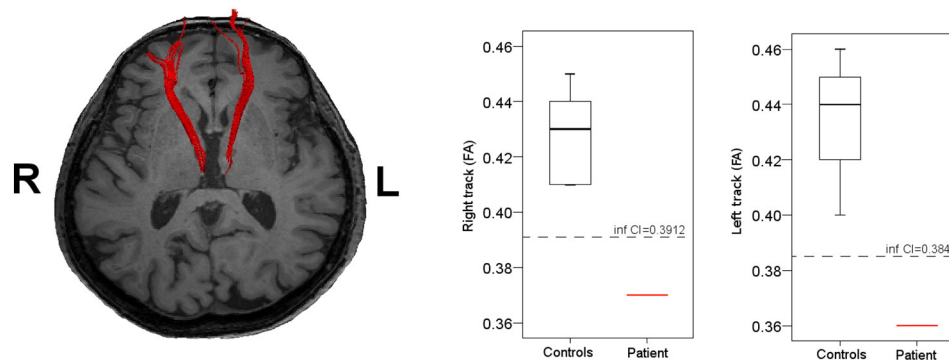 R
L
Right track (FA)
0.46
0.44
0.42
0.40
0.38
0.36
inf CI=0.3912
Controls
Patient
Left track (FA)
0.46
0.44
0.42
0.40
0.38
0.36
inf CI=0.384
Controls
Patient